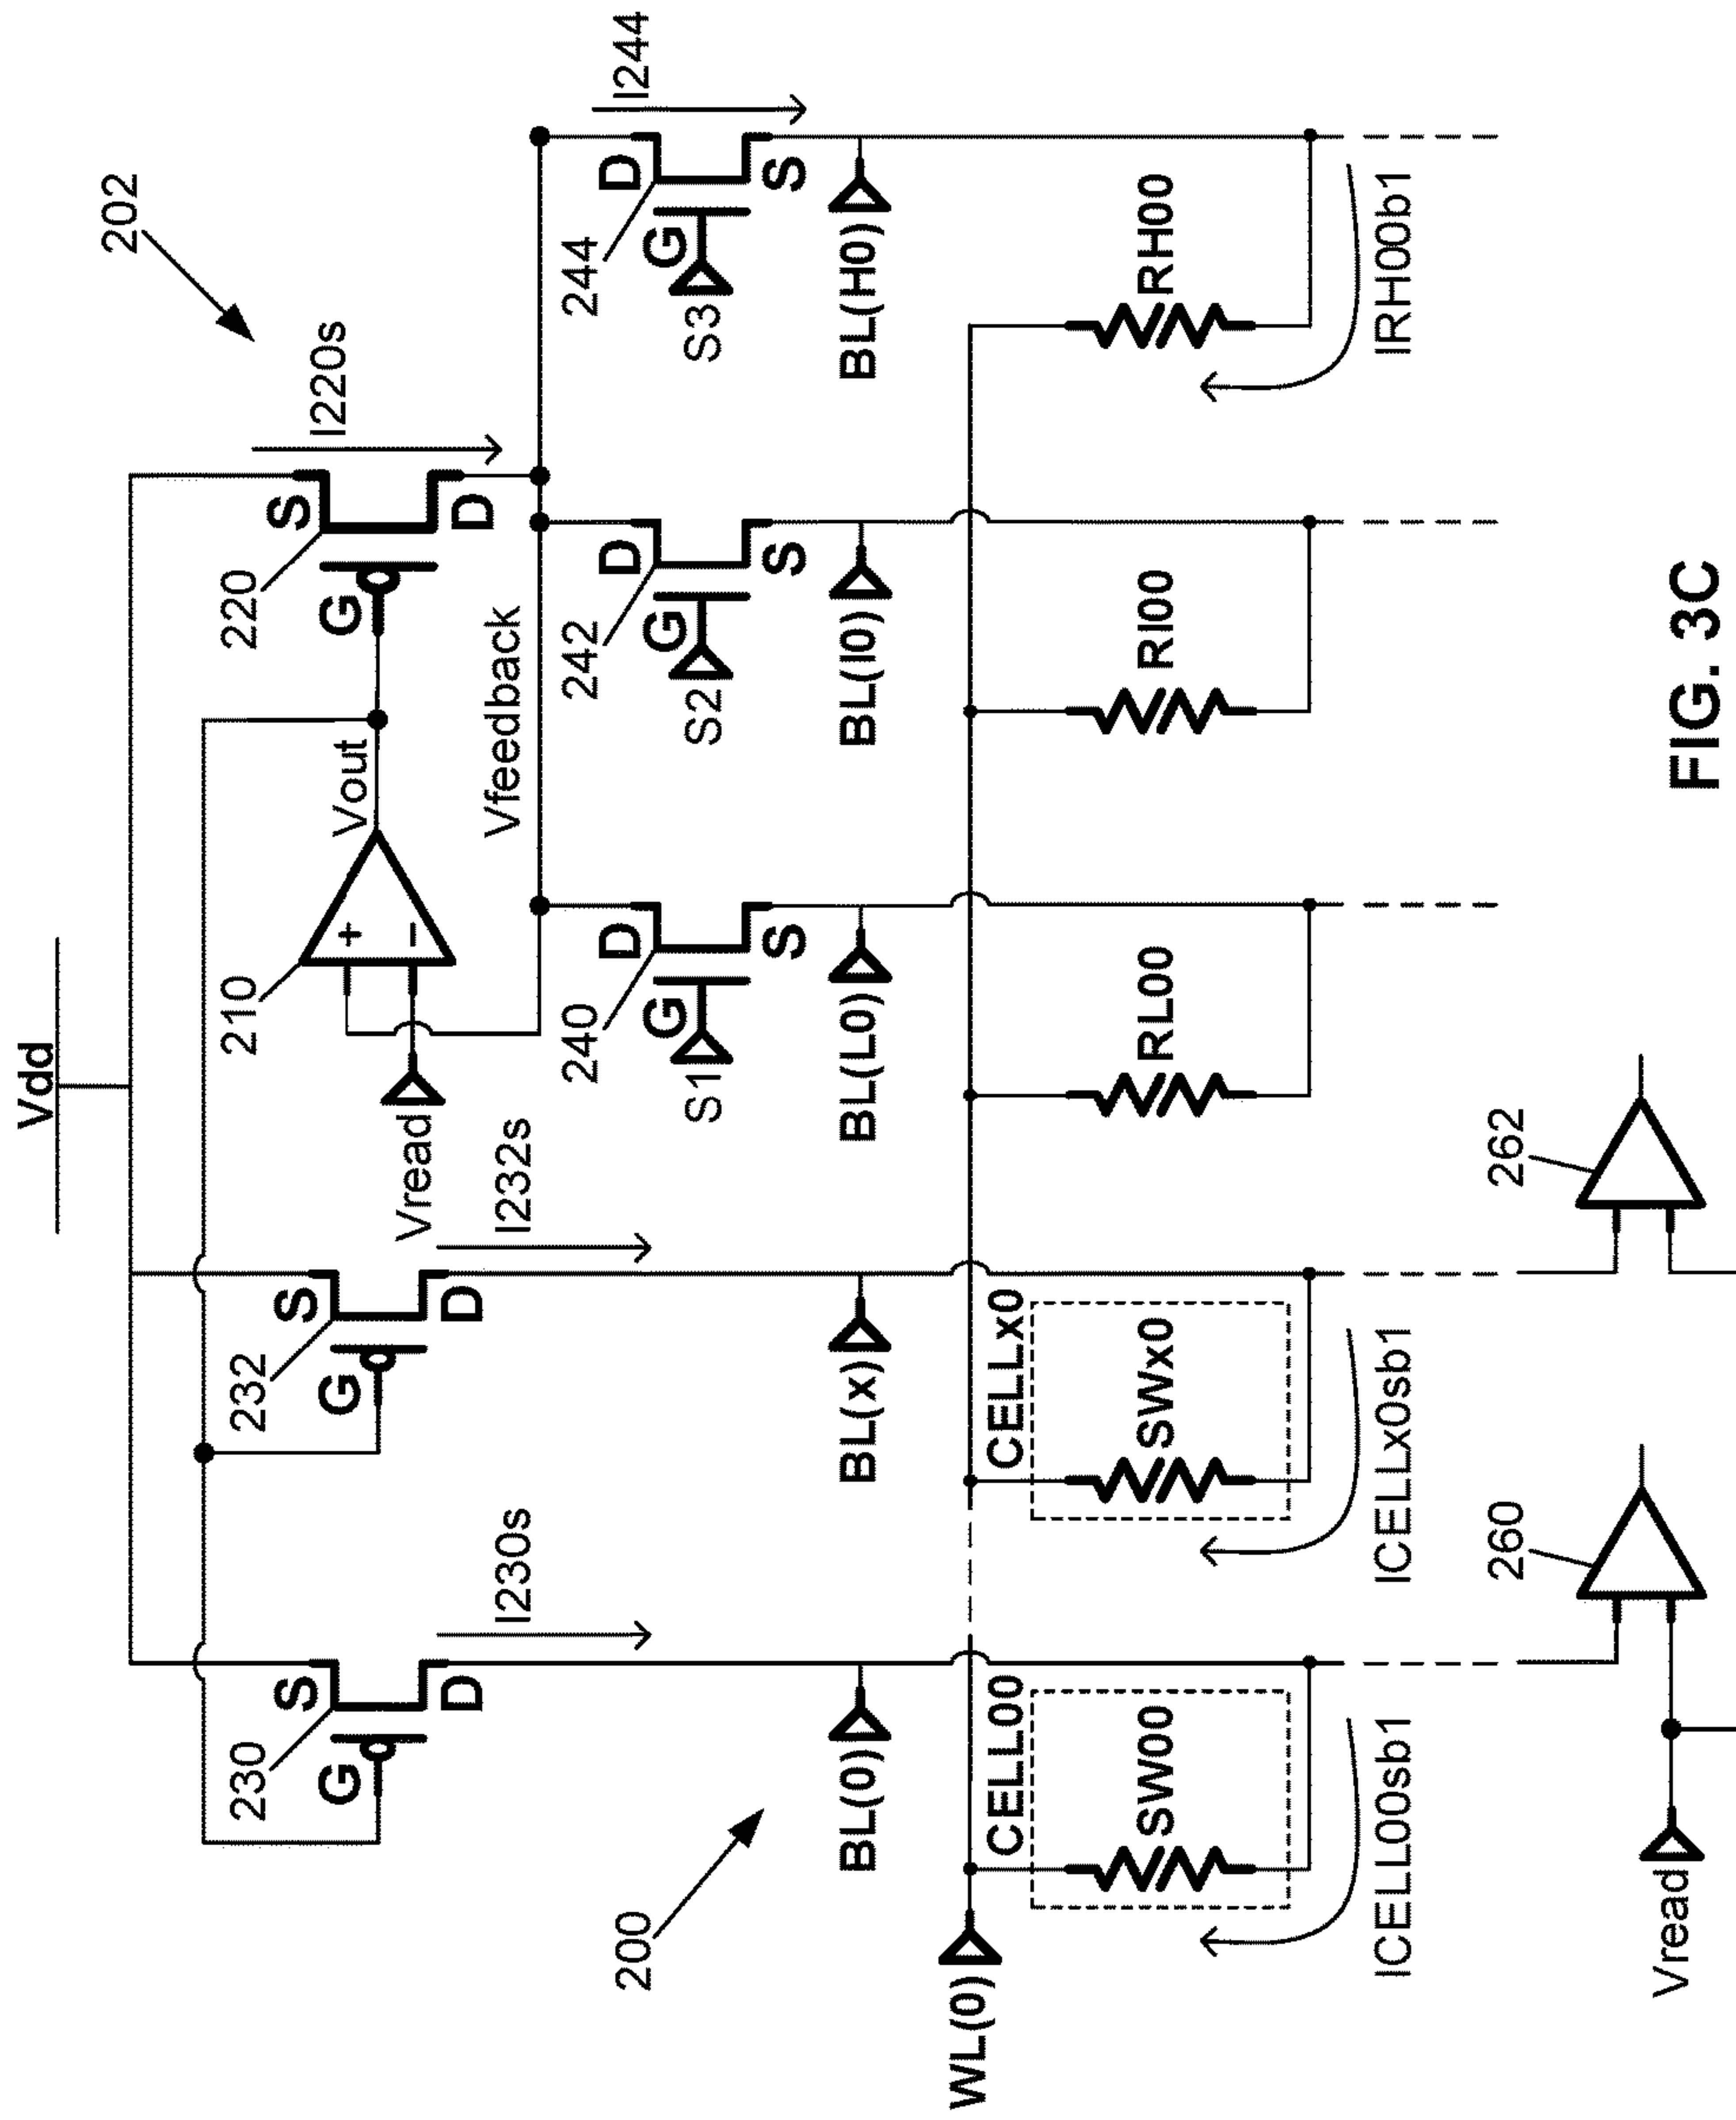 Vdd
202
210
Vout
220
G
S
D
I220s
Vread
Vfeedback
230
G
S
D
I230s
232
G
S
D
I232s
240
G
D
S
S1
242
G
D
S
S2
244
G
D
S
S3
I244
200
BL(0)
BL(x)
BL(L0)
BL(I0)
BL(H0)
WL(0)
CELL00
SW00
CELLx0
SWx0
RL00
RI00
RH00
ICELL00sb1
ICELLx0sb1
IRH00b1
260
262
Vread
+
−
FIG. 3C